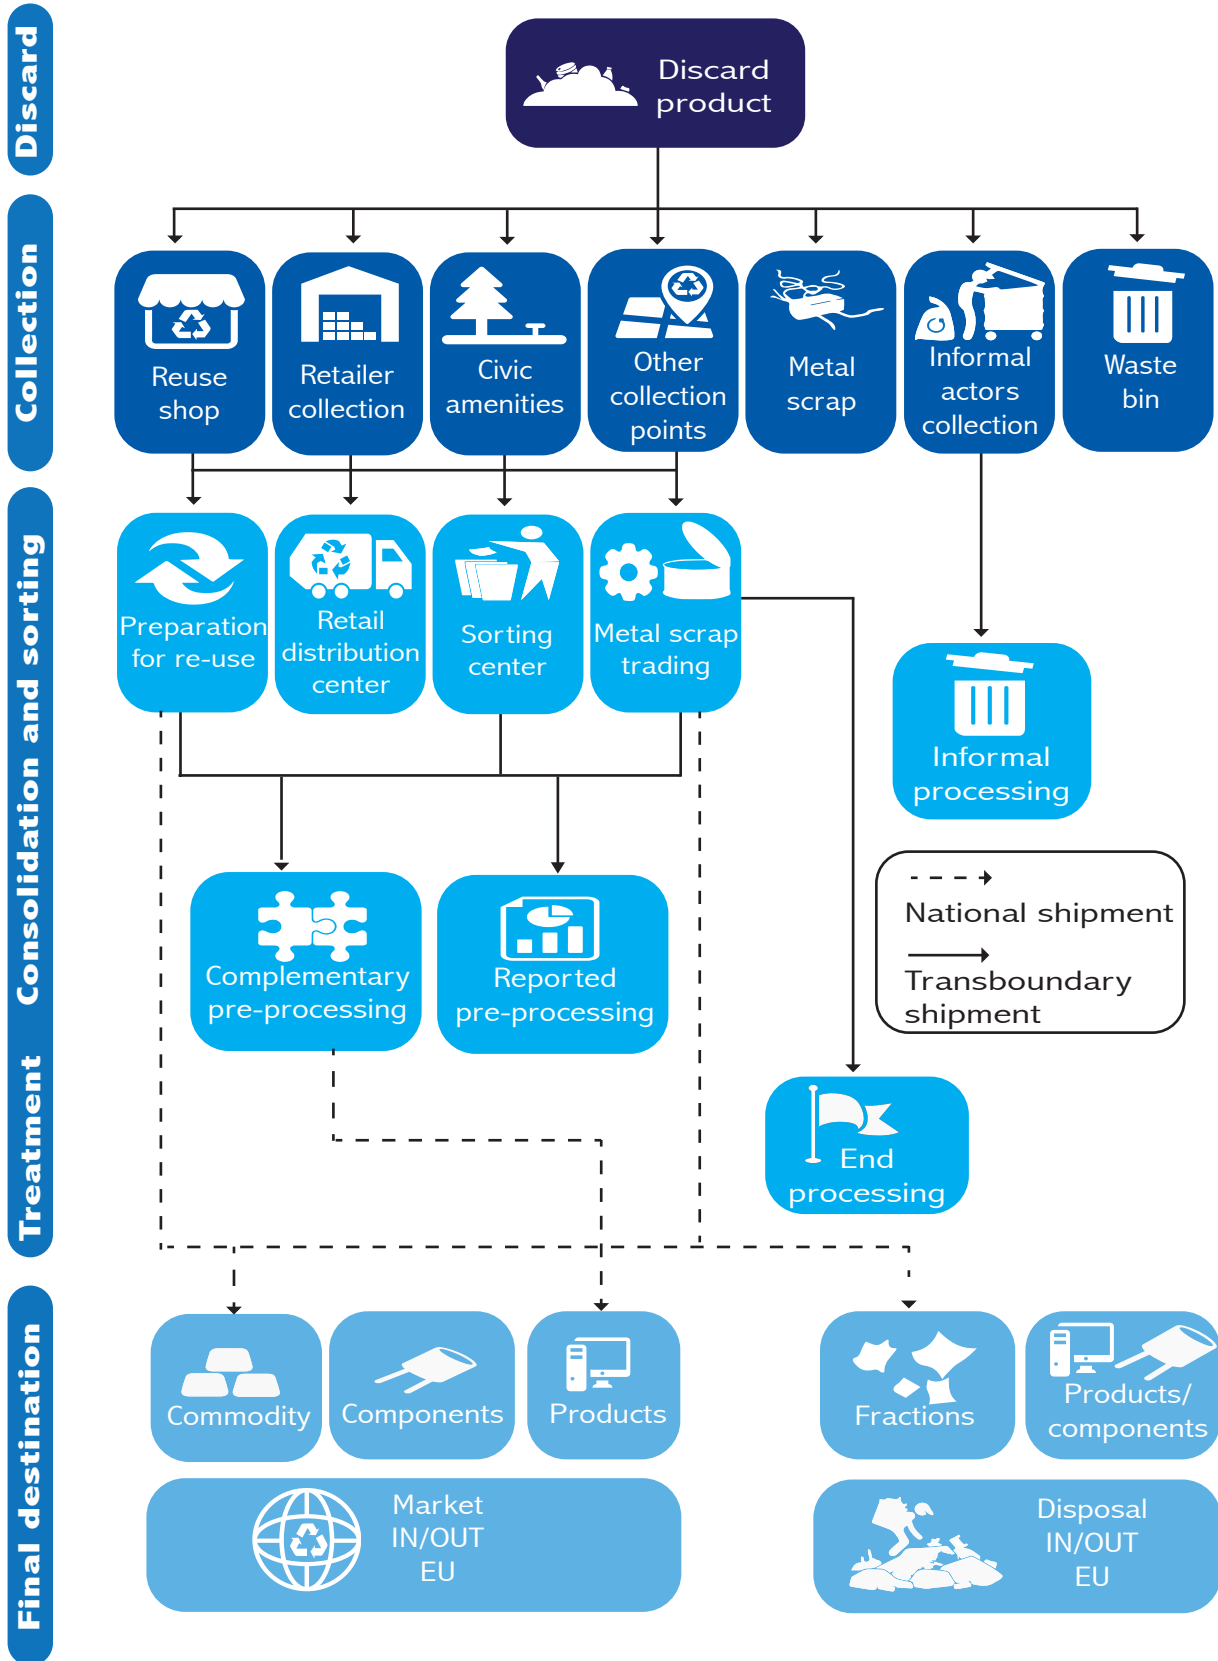 Discard
Discard
product
Collection
Reuse
shop
Retailer
collection
Civic
amenities
Other
collection
points
Metal
scrap
Informal
actors
collection
Waste
bin
Consolidation and sorting
Preparation
for re-use
Retail
distribution
center
Sorting
center
Metal scrap
trading
Informal
processing
National shipment
Transboundary
shipment
Treatment
Complementary
pre-processing
Reported
pre-processing
End
processing
Final destination
Commodity
Components
Products
Fractions
Products/
components
Market
IN/OUT
EU
Disposal
IN/OUT
EU